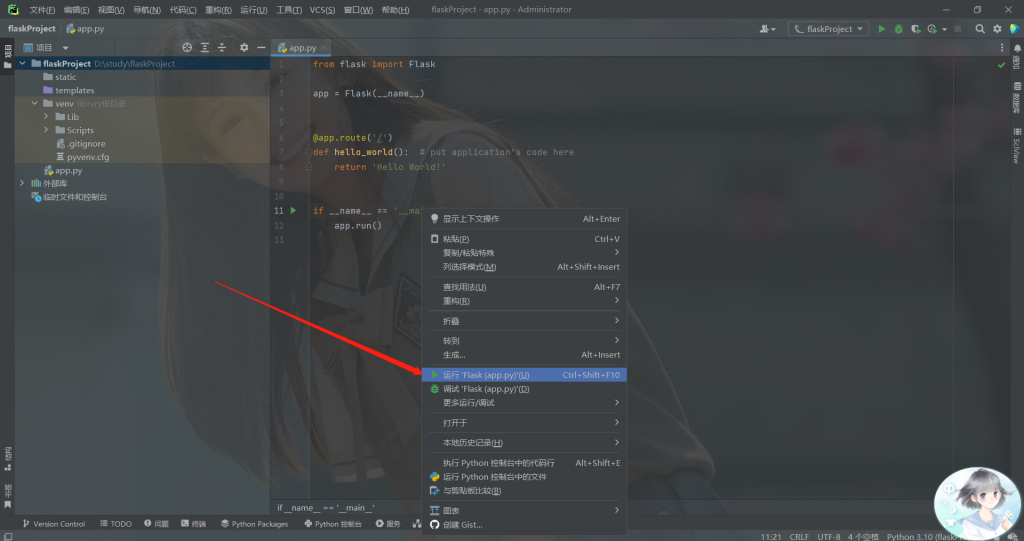 文件(F) 编辑(E) 视图(V) 导航(N) 代码(C) 重构(R) 运行(U) 工具(T) VCS(S) 窗口(W) 帮助(H) flaskProject - app.py - Administrator
flaskProject app.py
flaskProject
项目
app.py
flaskProject D:\study\flaskProject
static
templates
venv library根目录
Lib
Scripts
.gitignore
pyvenv.cfg
app.py
外部库
临时文件和控制台
1 from flask import Flask
2
3 app = Flask(__name__)
4
5
6 @app.route('/')
7 def hello_world(): # put application's code here
8 return 'Hello World!'
9
10
11 if __name__ == '__mai
12 app.run()
13
显示上下文操作 Alt+Enter
粘贴(P) Ctrl+V
复制/粘贴特殊
列选择模式(M) Alt+Shift+Insert
查找用法(U) Alt+F7
重构(R)
折叠
转到
生成... Alt+Insert
运行 'Flask (app.py)'(U) Ctrl+Shift+F10
调试 'Flask (app.py)'(D)
更多运行/调试
打开于
本地历史记录(H)
执行 Python 控制台中的代码行 Alt+Shift+E
运行 Python 控制台中的文件
与剪贴板比较(B)
图表
创建 Gist...
项目
结构
书签
通知
数据库
SciView
if __name__ == '__main__'
Version Control TODO 问题 终端 Python Packages Python 控制台 服务
11:21 CRLF UTF-8 4 个空格 Python 3.10 (flaskPr